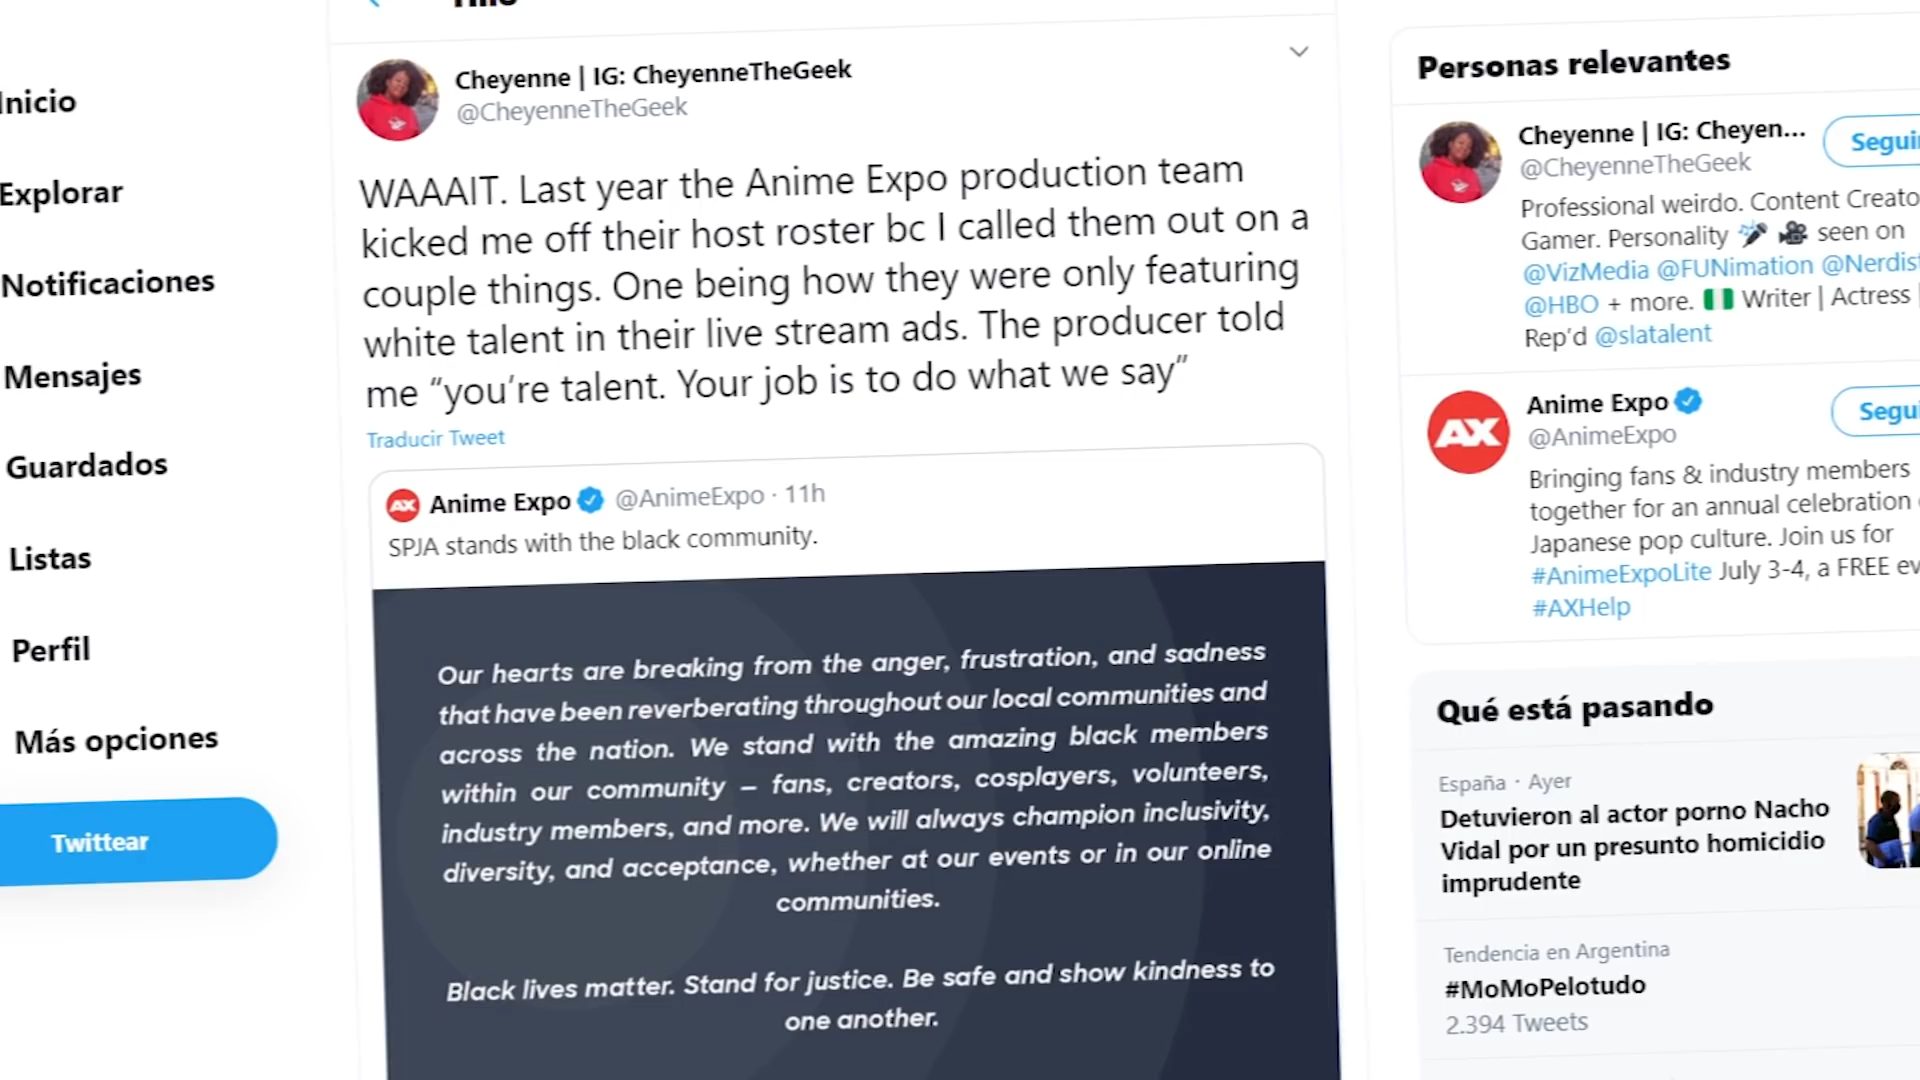 Inicio
Explorar
Notificaciones
Mensajes
Guardados
Listas
Perfil
Más opciones
Twittear
Cheyenne | IG: CheyenneTheGeek
@CheyenneTheGeek
WAAAIT. Last year the Anime Expo production team
kicked me off their host roster bc I called them out on a
couple things. One being how they were only featuring
white talent in their live stream ads. The producer told
me “you’re talent. Your job is to do what we say”
Traducir Tweet
AX Anime Expo @AnimeExpo · 11h
SPJA stands with the black community.
Our hearts are breaking from the anger, frustration, and sadness
that have been reverberating throughout our local communities and
across the nation. We stand with the amazing black members
within our community – fans, creators, cosplayers, volunteers,
industry members, and more. We will always champion inclusivity,
diversity, and acceptance, whether at our events or in our online
communities.
Black lives matter. Stand for justice. Be safe and show kindness to
one another.
Personas relevantes
Cheyenne | IG: Cheyen...
@CheyenneTheGeek
Seguir
Professional weirdo. Content Creato
Gamer. Personality 🎤 🎥 seen on
@VizMedia @FUNimation @Nerdist
@HBO + more. 🇳🇬 Writer | Actress |
Rep'd @slatalent
AX
Anime Expo
@AnimeExpo
Segui
Bringing fans & industry members
together for an annual celebration
Japanese pop culture. Join us for
#AnimeExpoLite July 3-4, a FREE ev
#AXHelp
Qué está pasando
España · Ayer
Detuvieron al actor porno Nacho
Vidal por un presunto homicidio
imprudente
Tendencia en Argentina
#MoMoPelotudo
2.394 Tweets